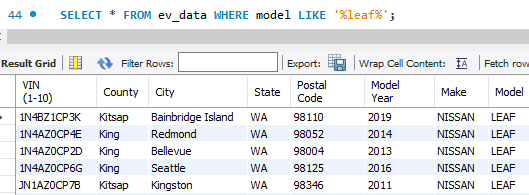 44 SELECT * FROM ev_data WHERE model LIKE '%leaf%';
Result Grid Filter Rows: Export: Wrap Cell Content: Fetch row
VIN (1-10) County City State Postal Code Model Year Make Model
1N4BZ1CP3K Kitsap Bainbridge Island WA 98110 2019 NISSAN LEAF
1N4AZ0CP4E King Redmond WA 98052 2014 NISSAN LEAF
1N4AZ0CP2D King Bellevue WA 98004 2013 NISSAN LEAF
1N4AZ0CP6G King Seattle WA 98125 2016 NISSAN LEAF
JN1AZ0CP7B Kitsap Kingston WA 98346 2011 NISSAN LEAF